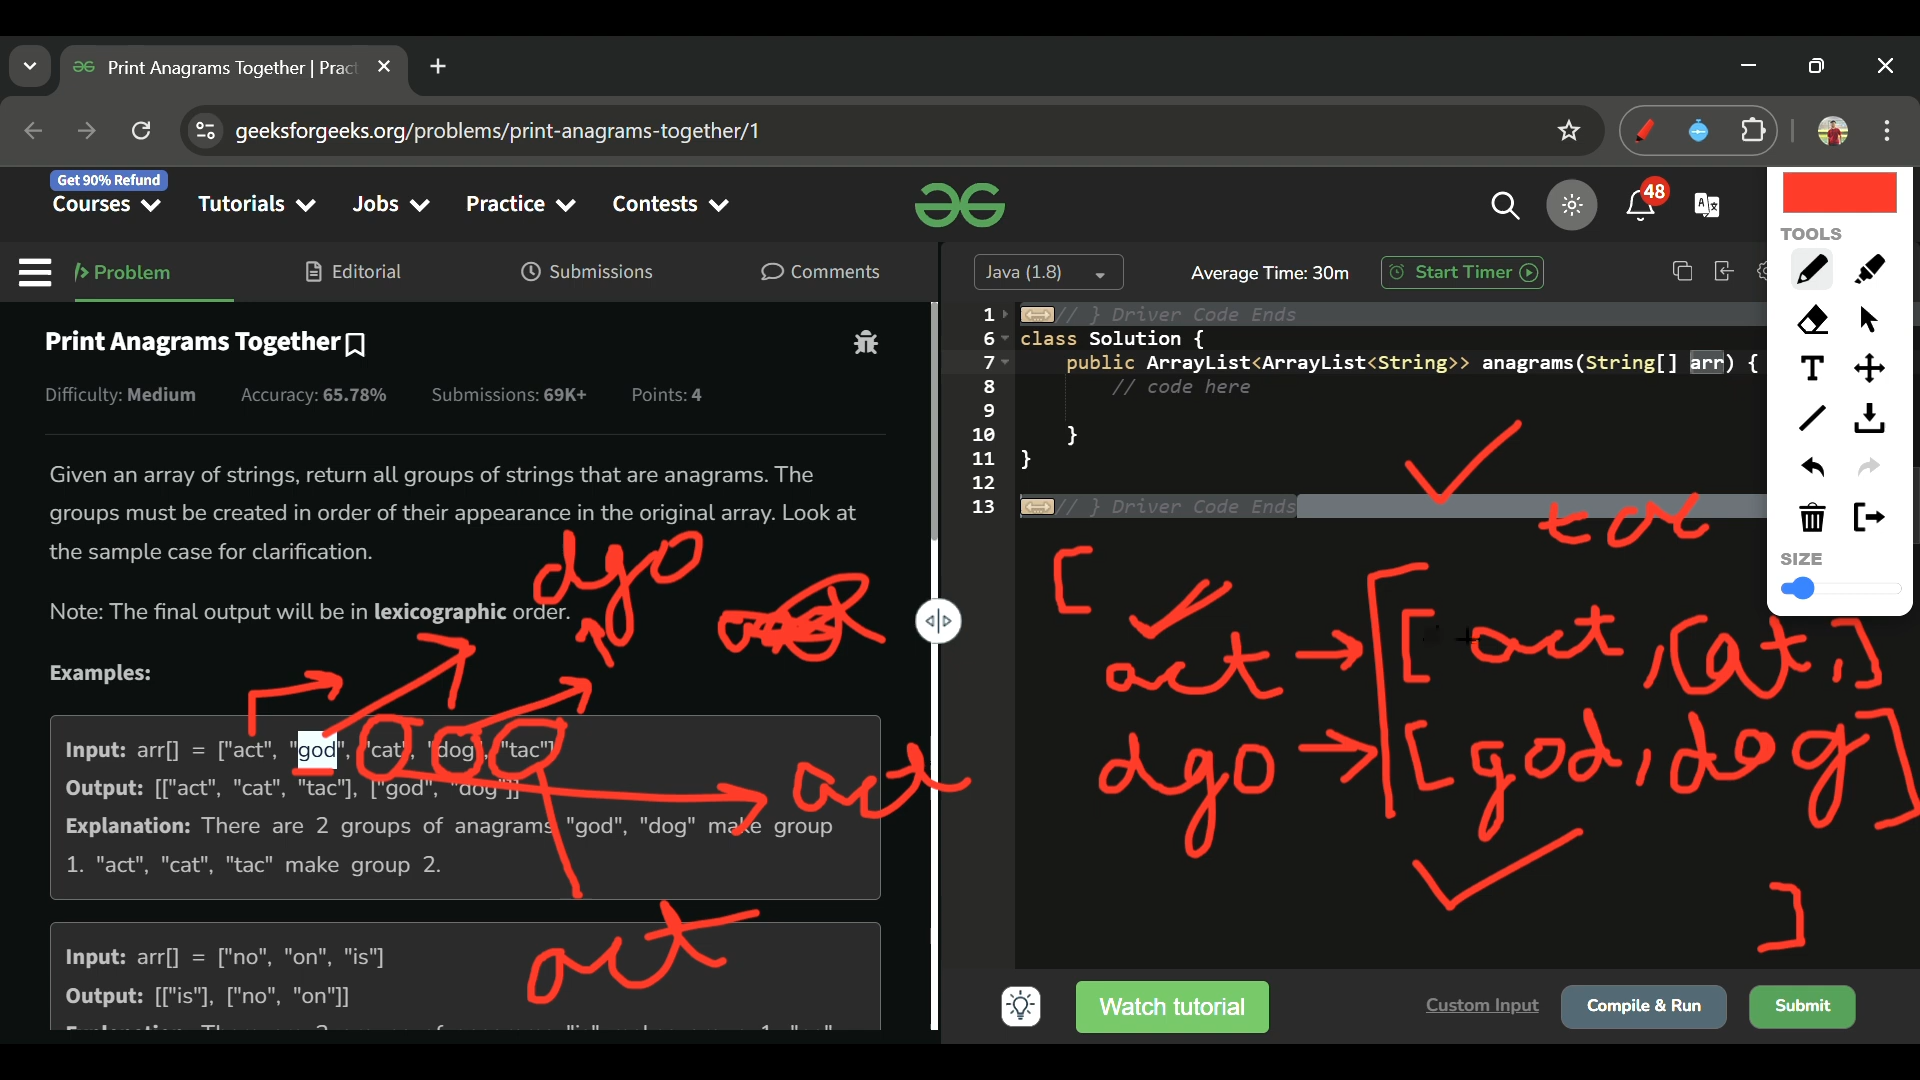 Print Anagrams Together | Pract
geeksforgeeks.org/problems/print-anagrams-together/1
Get 90% Refund
Courses Tutorials Jobs Practice Contests
48
TOOLS
Problem Editorial Submissions Comments
Java (1.8) Average Time: 30m Start Timer
Print Anagrams Together
Difficulty: Medium Accuracy: 65.78% Submissions: 69K+ Points: 4
Given an array of strings, return all groups of strings that are anagrams. The
groups must be created in order of their appearance in the original array. Look at
the sample case for clarification.
dgo
Note: The final output will be in lexicographic order.
Examples:
Input: arr[] = ["act", "god", "cat", "dog", "tac"]
Output: [["act", "cat", "tac"], ["god", "dog"]]
act
Explanation: There are 2 groups of anagrams "god", "dog" make group
1. "act", "cat", "tac" make group 2.
act
Input: arr[] = ["no", "on", "is"]
Output: [["is"], ["no", "on"]]
1 // } Driver Code Ends
6 class Solution {
7 public ArrayList<ArrayList<String>> anagrams(String[] arr) {
8 // code here
9
10 }
11 }
12
13 // } Driver Code Ends
tac
SIZE
[
act → [ [act, cat, ]
dgo → [god, dog]
]
Watch tutorial Custom Input Compile & Run Submit